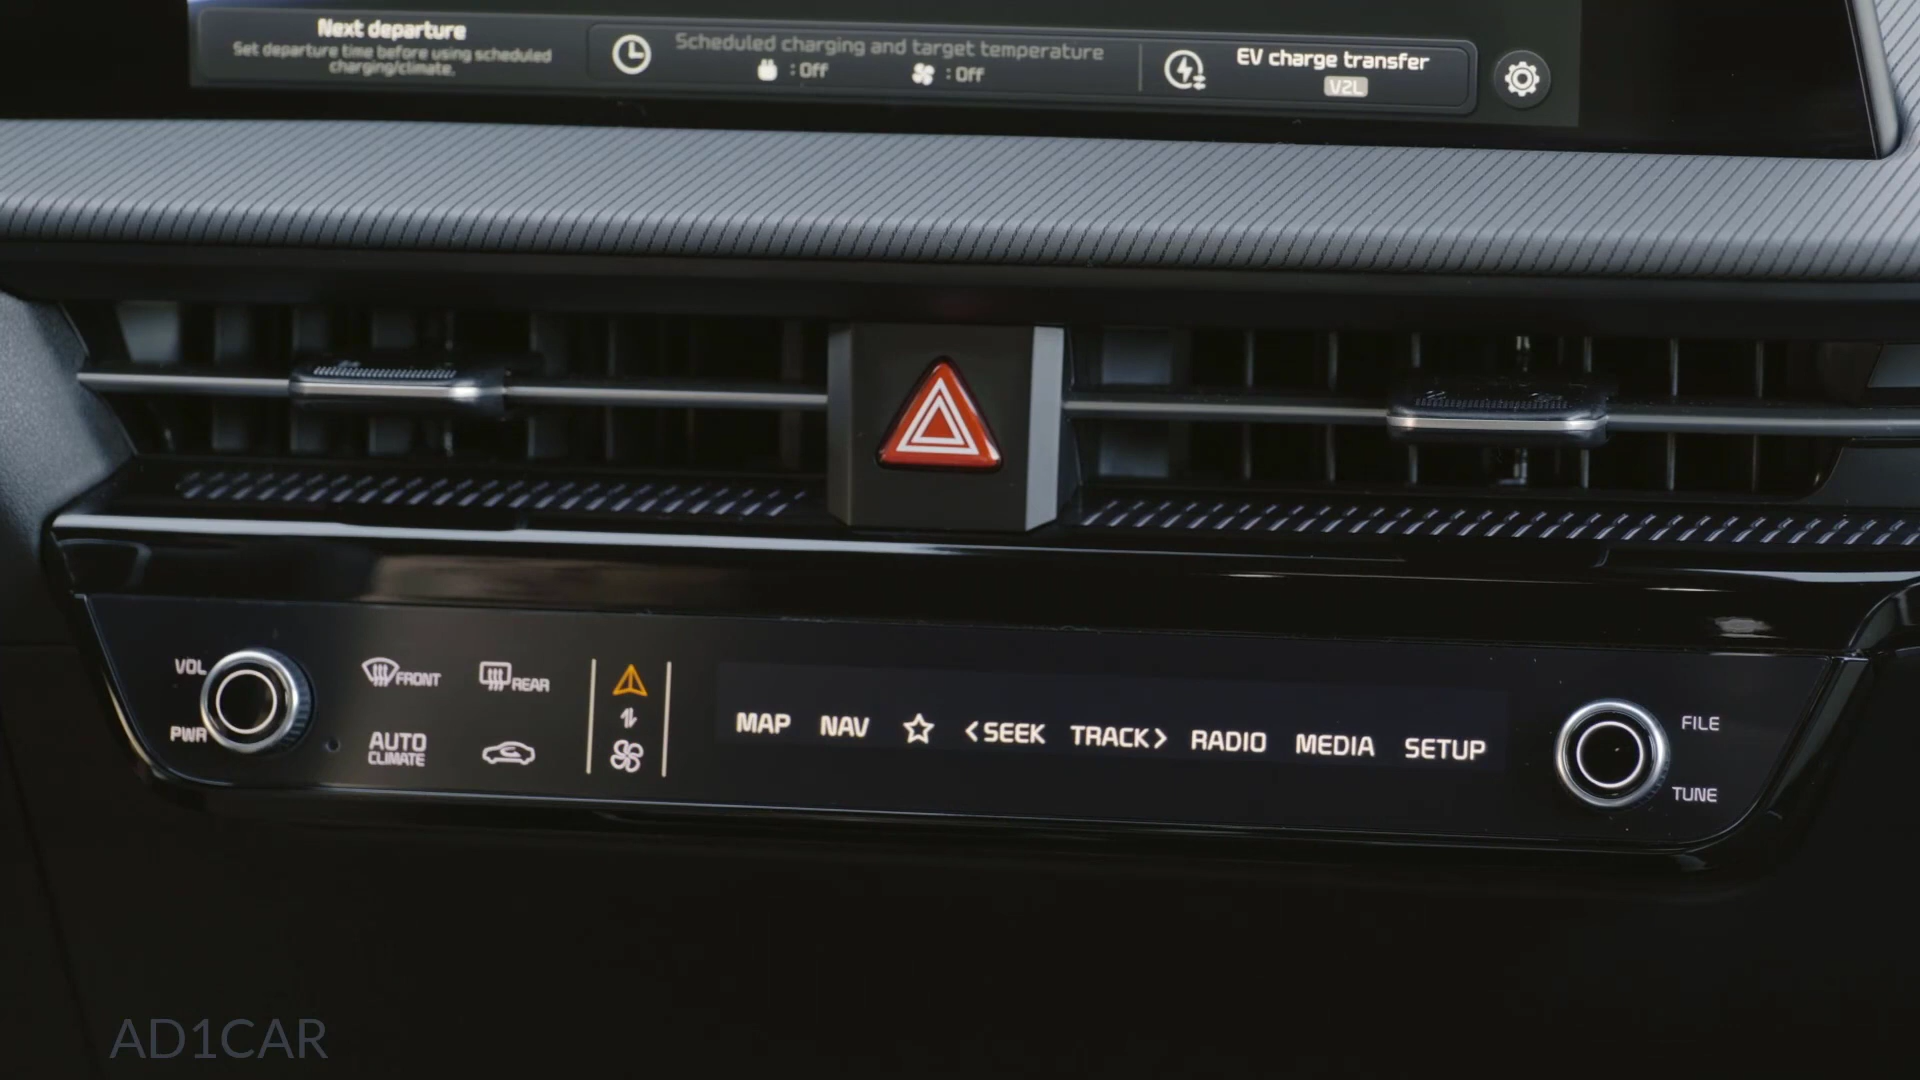 Next departure
Set departure time before using scheduled
charging/climate.
Scheduled charging and target temperature
: Off : Off
EV charge transfer
V2L
VOL
PWR
FRONT
REAR
AUTO
CLIMATE
MAP NAV < SEEK TRACK > RADIO MEDIA SETUP
FILE
TUNE
AD1CAR